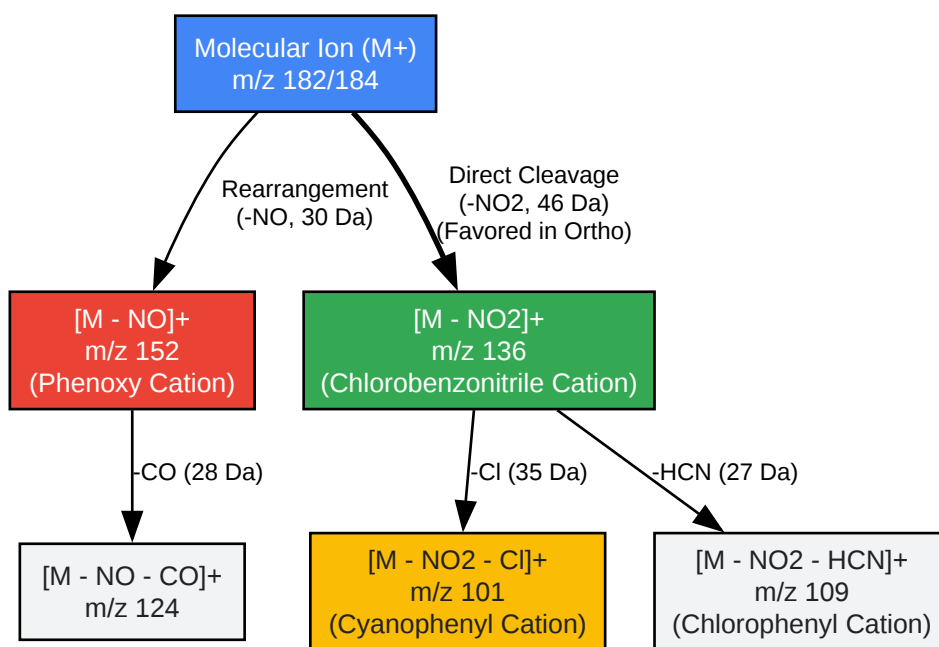 Molecular Ion (M+)
m/z 182/184
Rearrangement
(-NO, 30 Da)
Direct Cleavage
(-NO2, 46 Da)
(Favored in Ortho)
[M - NO]+
m/z 152
(Phenoxy Cation)
[M - NO2]+
m/z 136
(Chlorobenzonitrile Cation)
-CO (28 Da)
-Cl (35 Da)
-HCN (27 Da)
[M - NO - CO]+
m/z 124
[M - NO2 - Cl]+
m/z 101
(Cyanophenyl Cation)
[M - NO2 - HCN]+
m/z 109
(Chlorophenyl Cation)